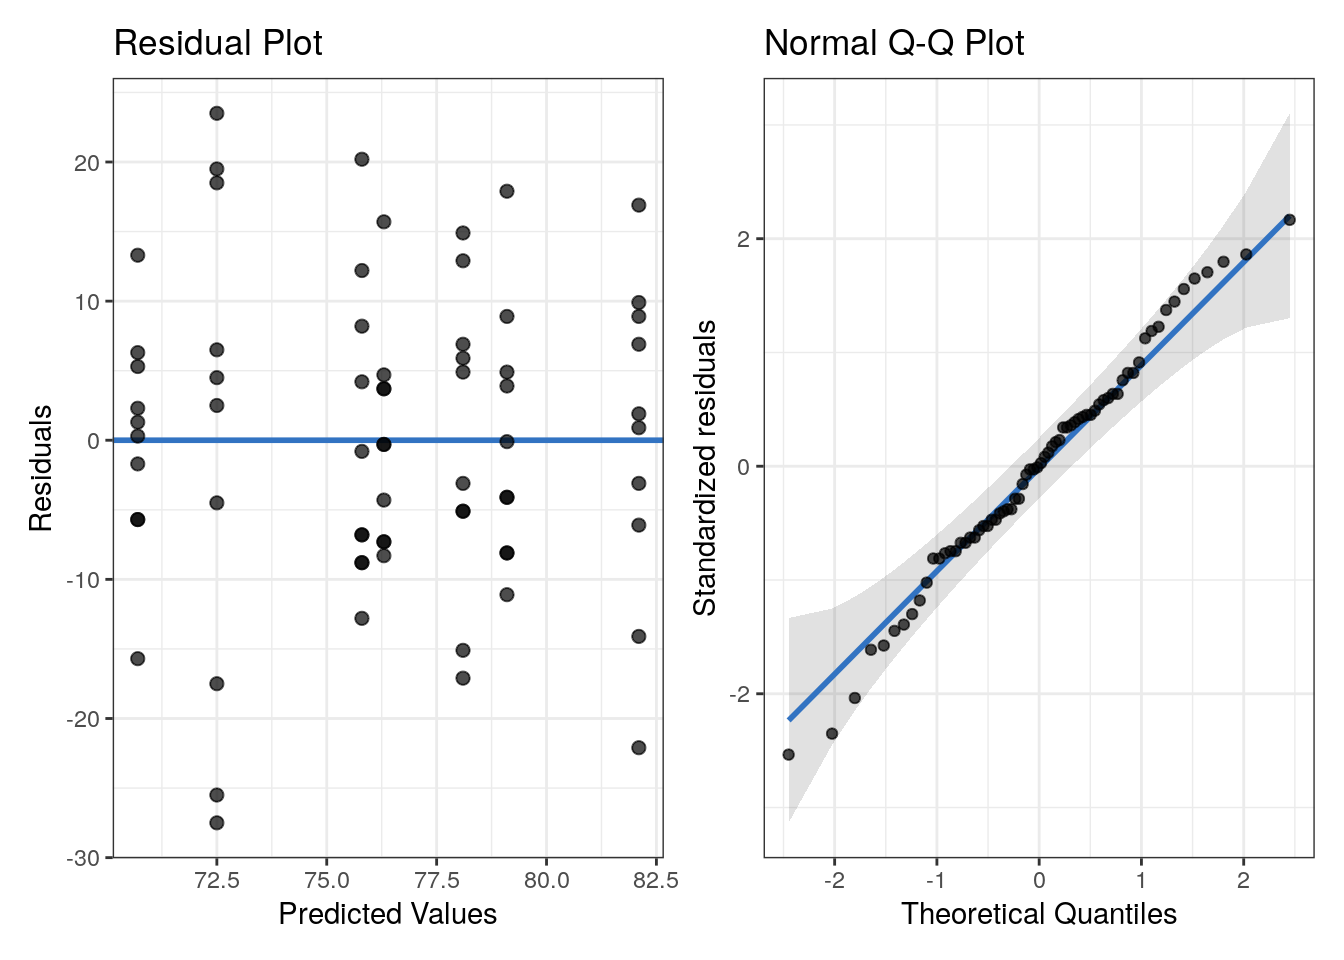 Residual Plot
Residuals
20
10
0
-10
-20
-30
72.5 75.0 77.5 80.0 82.5
Predicted Values
Normal Q-Q Plot
Standardized residuals
2
0
-2
-2 -1 0 1 2
Theoretical Quantiles